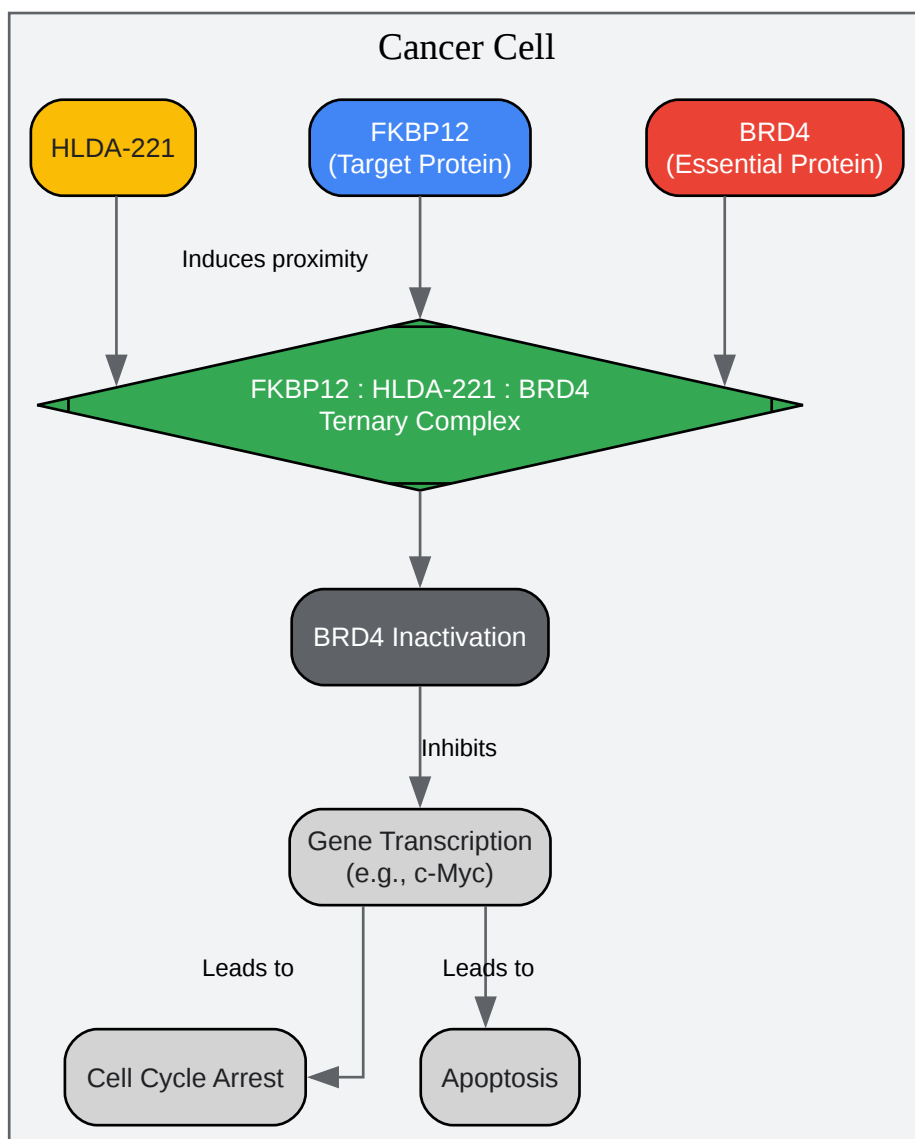 Cancer Cell
HLDA-221
FKBP12
(Target Protein)
BRD4
(Essential Protein)
Induces proximity
FKBP12 : HLDA-221 : BRD4
Ternary Complex
BRD4 Inactivation
Inhibits
Gene Transcription
(e.g., c-Myc)
Leads to
Leads to
Cell Cycle Arrest
Apoptosis